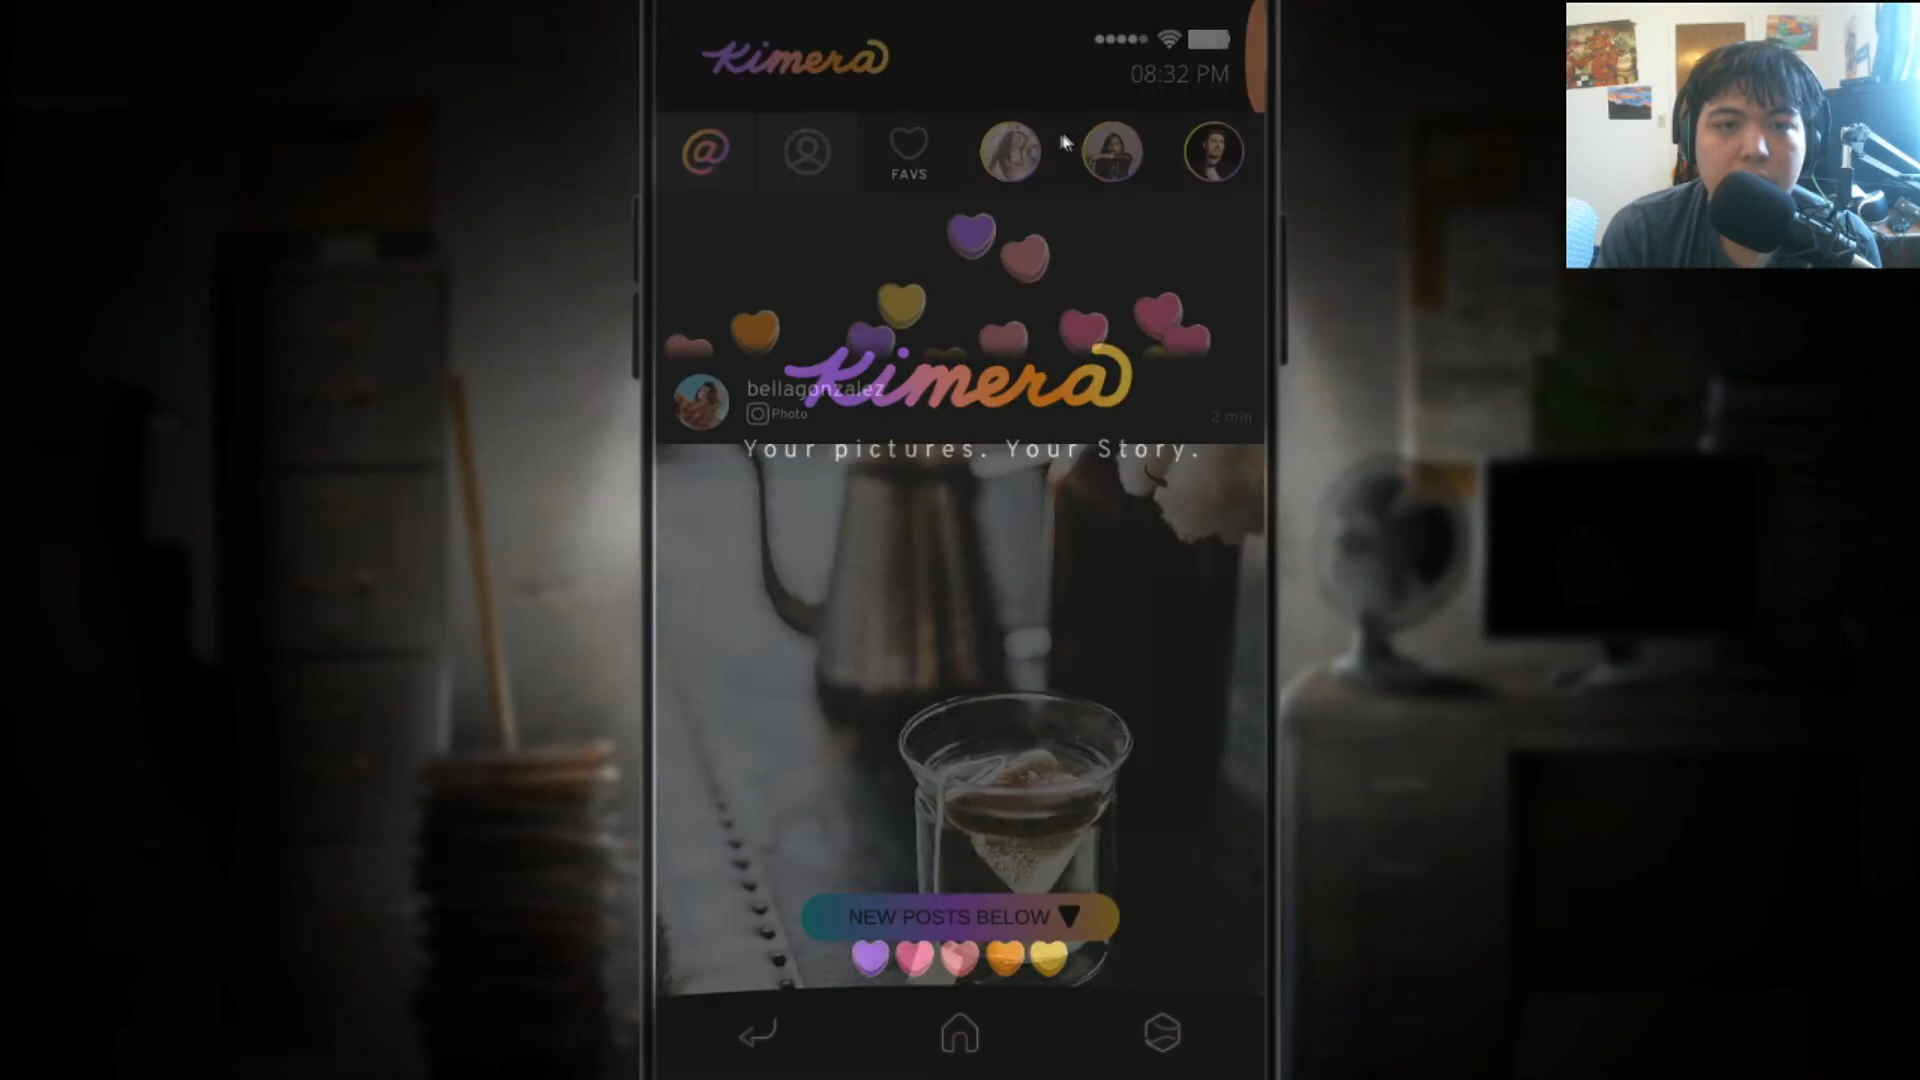 Kimera
08:32 PM
@
FAVS
Kimera
bellagonzalez
Photo
2 min
Your pictures. Your Story.
NEW POSTS BELOW